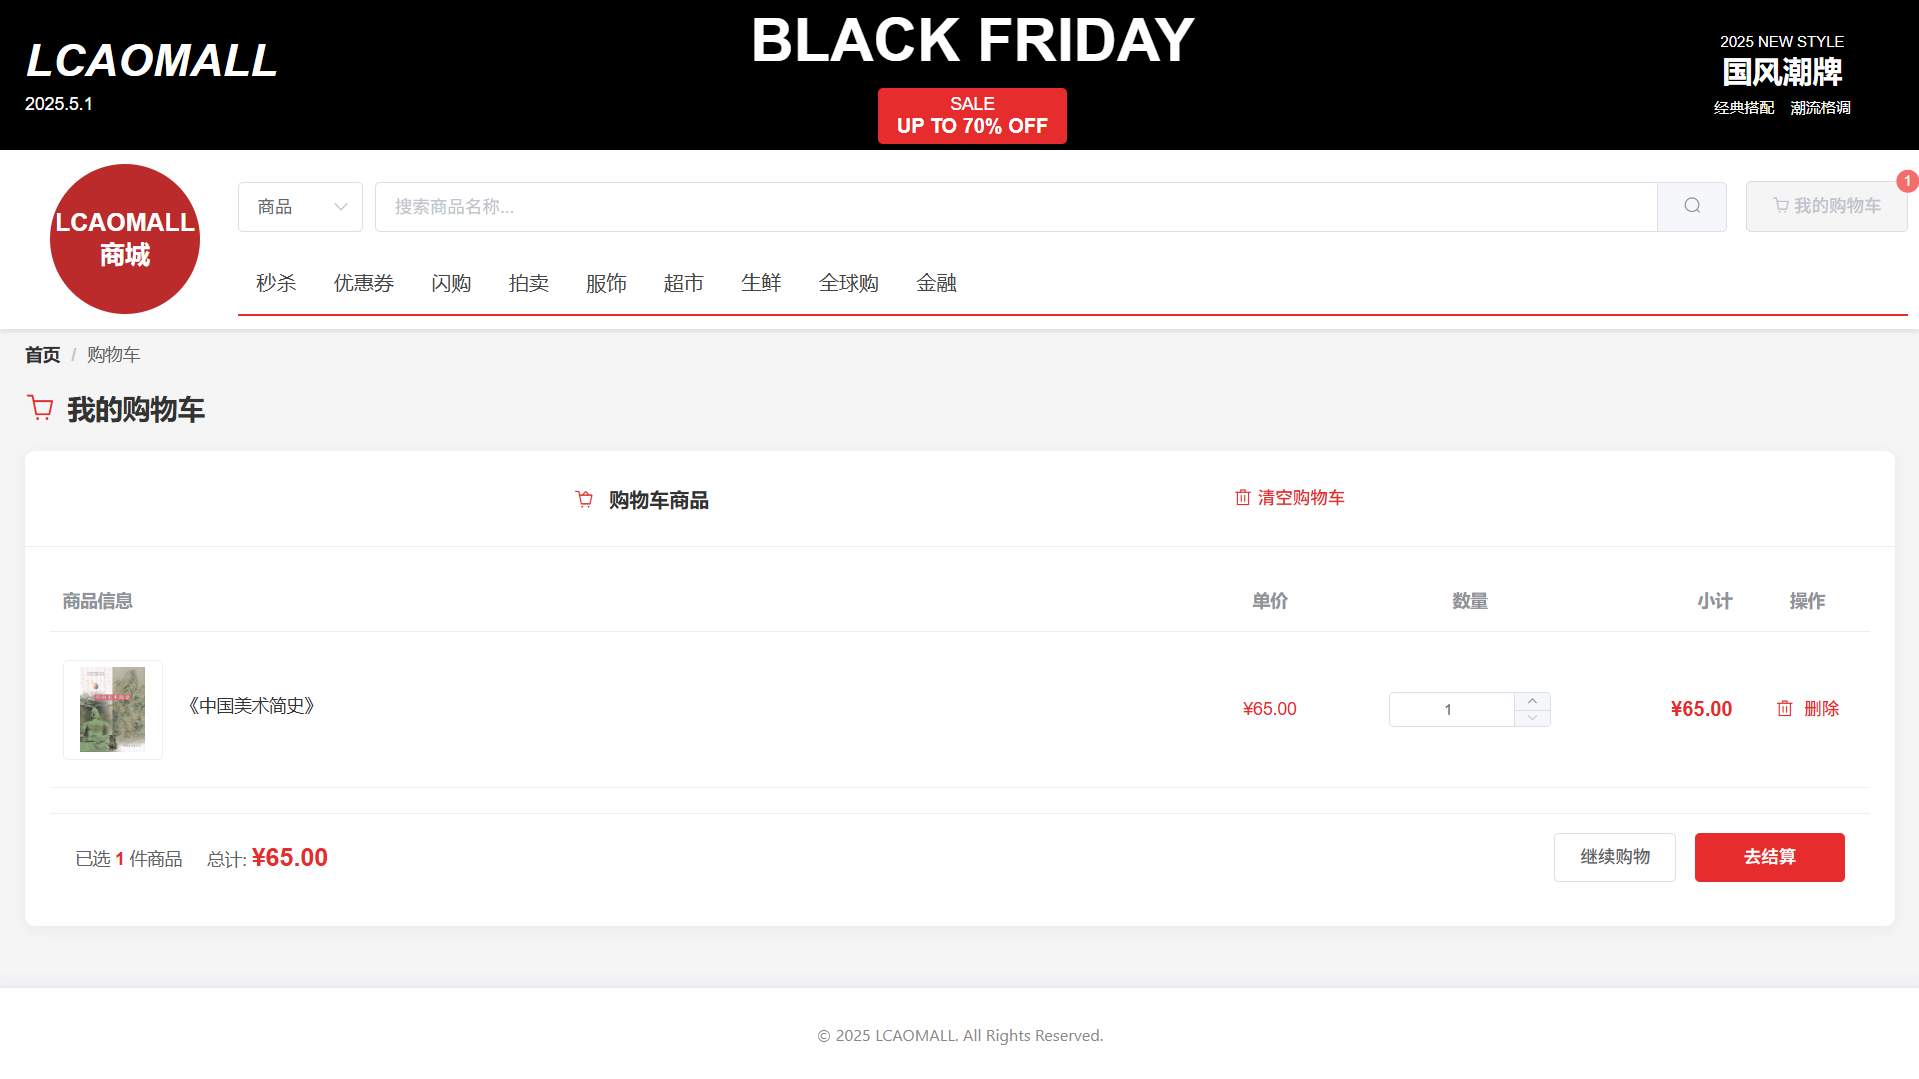 LCAOMALL
2025.5.1
BLACK FRIDAY
SALE
UP TO 70% OFF
2025 NEW STYLE
国风潮牌
经典搭配 潮流格调
LCAOMALL
商城
商品
搜索商品名称...
我的购物车
1
秒杀 优惠券 闪购 拍卖 服饰 超市 生鲜 全球购 金融
首页 / 购物车
我的购物车
购物车商品
清空购物车
商品信息 单价 数量 小计 操作
《中国美术简史》 ¥65.00 1 ¥65.00 删除
已选 1 件商品 总计: ¥65.00
继续购物
去结算
© 2025 LCAOMALL. All Rights Reserved.